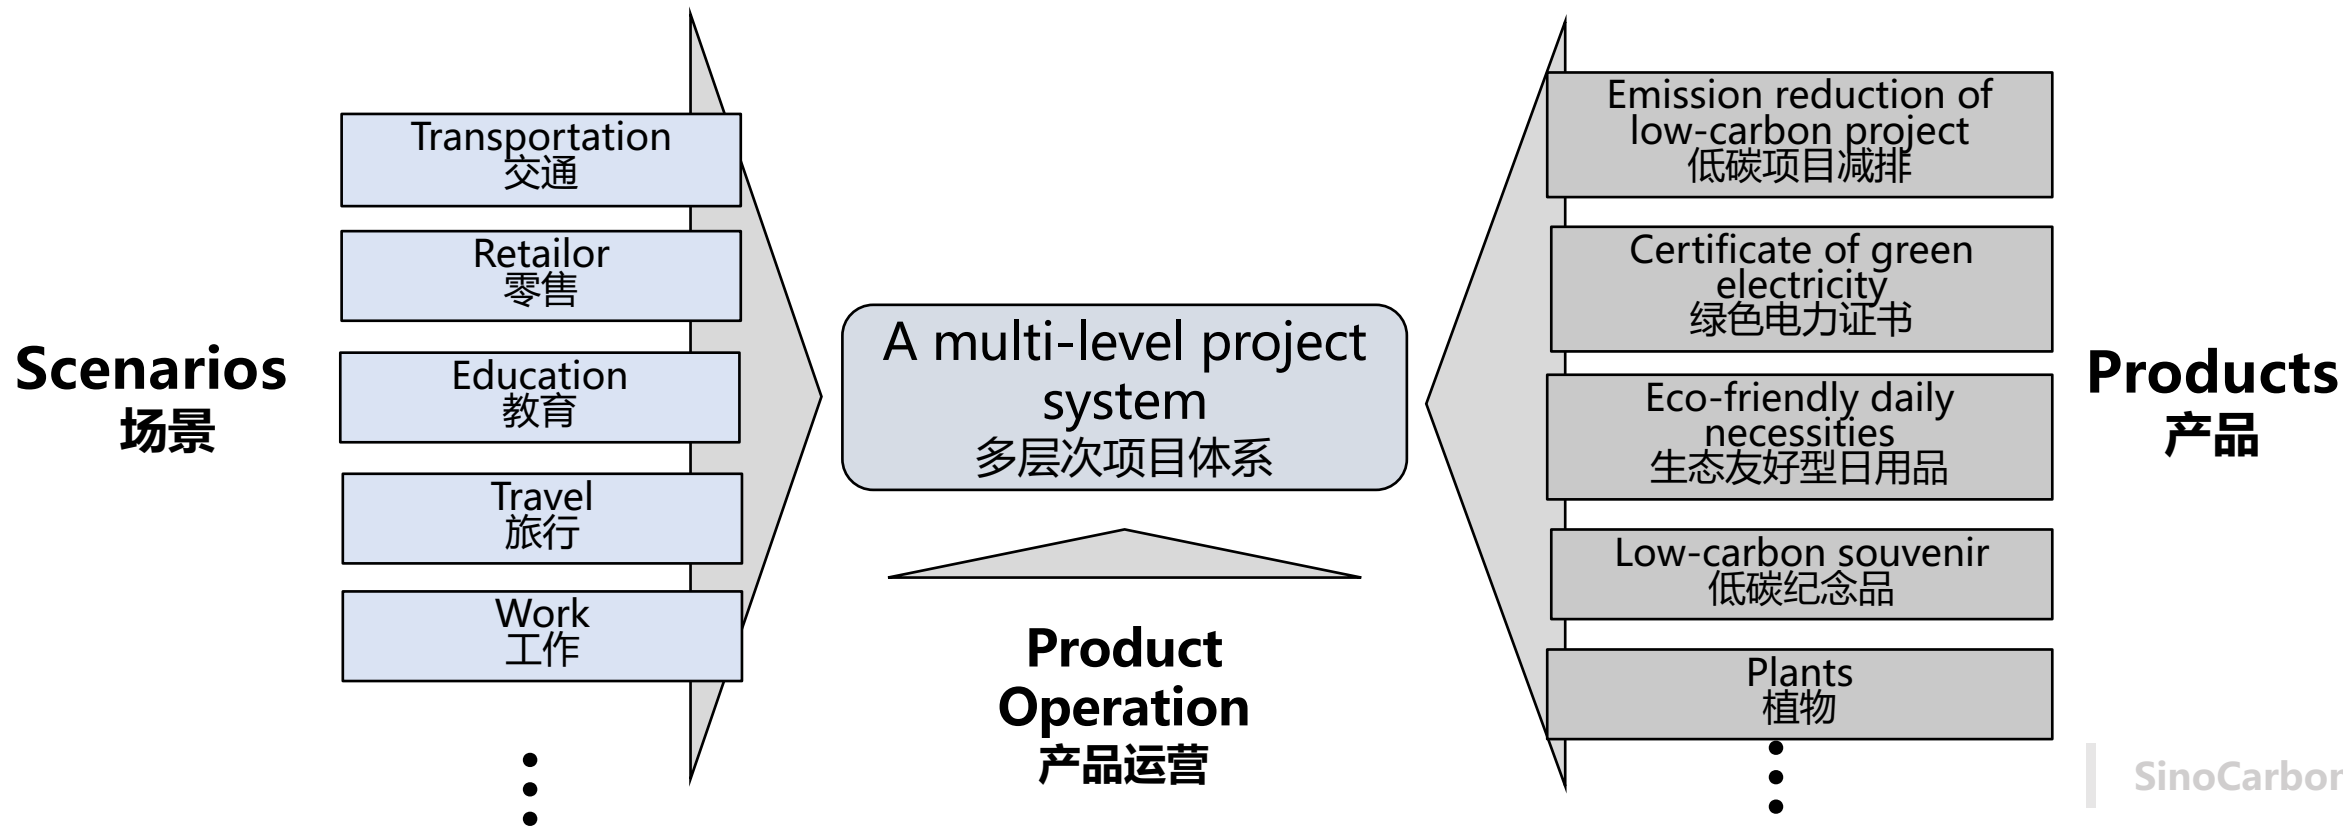 Scenarios
场景
Transportation
交通
Retailor
零售
Education
教育
Travel
旅行
Work
工作
A multi-level project
system
多层次项目体系
Product
Operation
产品运营
Emission reduction of
low-carbon project
低碳项目减排
Certificate of green
electricity
绿色电力证书
Eco-friendly daily
necessities
生态友好型日用品
Low-carbon souvenir
低碳纪念品
Plants
植物
Products
产品
SinoCarbon